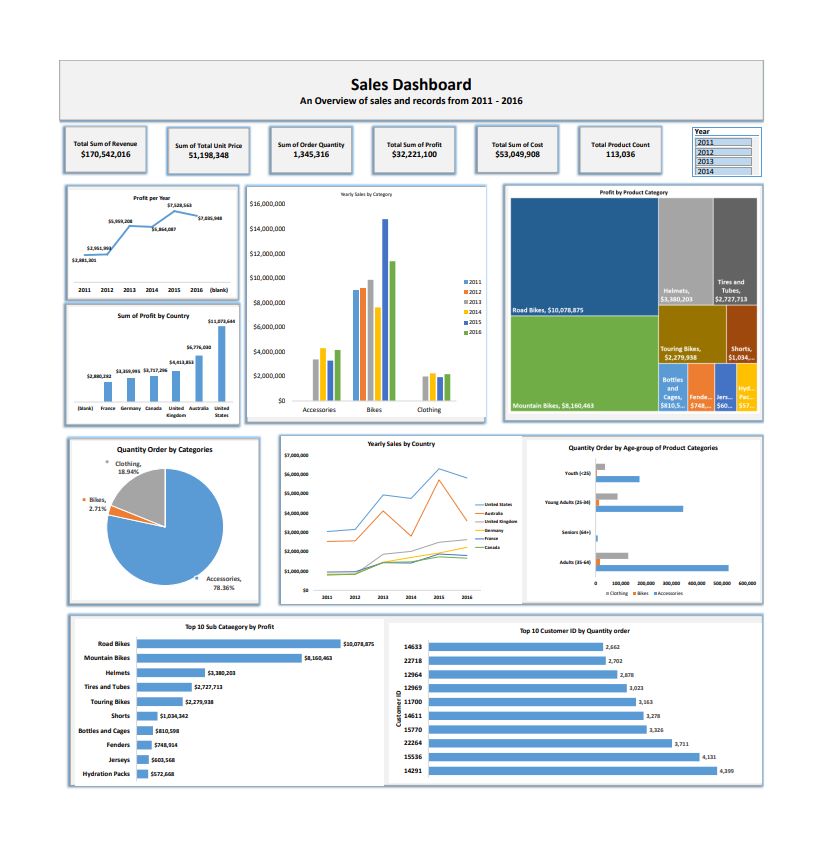 Sales Dashboard
An Overview of sales and records from 2011 - 2016
Total Sum of Revenue
$170,542,016
Sum of Total Unit Price
51,198,348
Sum of Order Quantity
1,345,316
Total Sum of Profit
$32,221,100
Total Sum of Cost
$53,049,908
Total Product Count
113,036
Year
2011
2012
2013
2014
Profit per Year
$2,881,301
$2,951,993
$5,959,208
$5,864,087
$7,528,563
$7,035,948
2011 2012 2013 2014 2015 2016 (blank)
Sum of Profit by Country
$2,880,282
$3,359,995
$3,717,296
$4,413,853
$6,776,030
$11,073,644
(blank) France Germany Canada United Kingdom Australia United States
Yearly Sales by Category
$16,000,000
$14,000,000
$12,000,000
$10,000,000
$8,000,000
$6,000,000
$4,000,000
$2,000,000
$0
Accessories Bikes Clothing
2011
2012
2013
2014
2015
2016
Profit by Product Category
Road Bikes, $10,078,875
Mountain Bikes, $8,160,463
Helmets,
$3,380,203
Tires and
Tubes,
$2,727,713
Touring Bikes,
$2,279,938
Shorts,
$1,034,...
Bottles
and
Cages,
$810,5...
Fende...
$748,...
Jers...
$60...
Hyd...
Pac...
$57...
Quantity Order by Categories
Clothing,
18.94%
Bikes,
2.71%
Accessories,
78.36%
Yearly Sales by Country
$7,000,000
$6,000,000
$5,000,000
$4,000,000
$3,000,000
$2,000,000
$1,000,000
$0
2011 2012 2013 2014 2015 2016
United States
Australia
United Kingdom
Germany
France
Canada
Quantity Order by Age-group of Product Categories
Youth (<25)
Young Adults (25-34)
Seniors (64+)
Adults (35-64)
0 100,000 200,000 300,000 400,000 500,000 600,000
Clothing Bikes Accessories
Top 10 Sub Cataegory by Profit
Road Bikes $10,078,875
Mountain Bikes $8,160,463
Helmets $3,380,203
Tires and Tubes $2,727,713
Touring Bikes $2,279,938
Shorts $1,034,342
Bottles and Cages $810,598
Fenders $748,914
Jerseys $603,568
Hydration Packs $572,668
Top 10 Customer ID by Quantity order
Customer ID
14633 2,662
22718 2,702
12964 2,878
12969 3,023
11700 3,163
14611 3,278
15770 3,326
22264 3,711
15536 4,131
14291 4,399